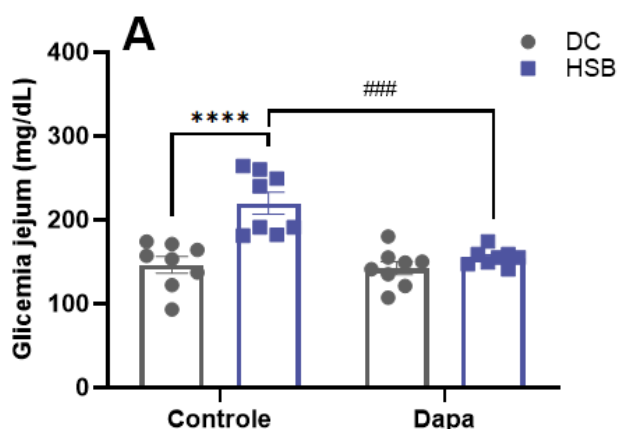 A
DC
HSB
Glicemia jejum (mg/dL)
400
300
200
100
0
****
###
Controle
Dapa